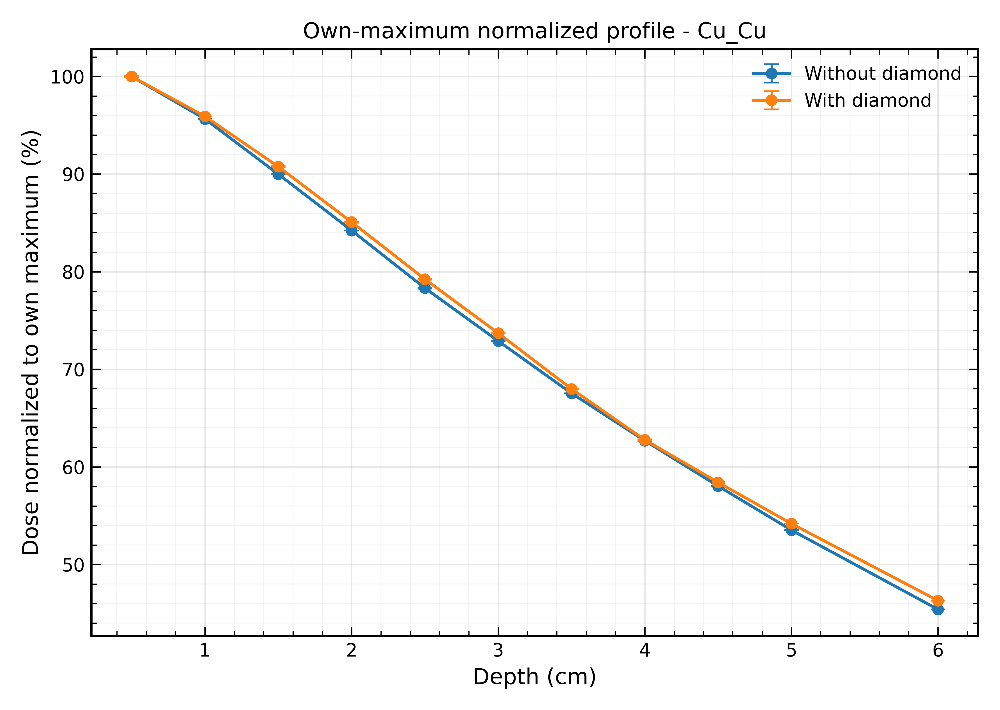 Own-maximum normalized profile - Cu_Cu
Without diamond
With diamond
Dose normalized to own maximum (%)
100
90
80
70
60
50
1 2 3 4 5 6
Depth (cm)